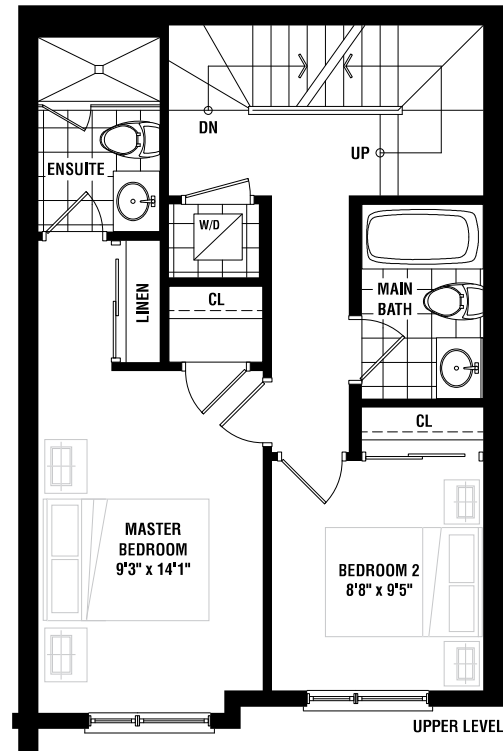 DN
UP
ENSUITE
W/D
LINEN
CL
MAIN
BATH
CL
MASTER
BEDROOM
9'3" x 14'1"
BEDROOM 2
8'8" x 9'5"
UPPER LEVEL